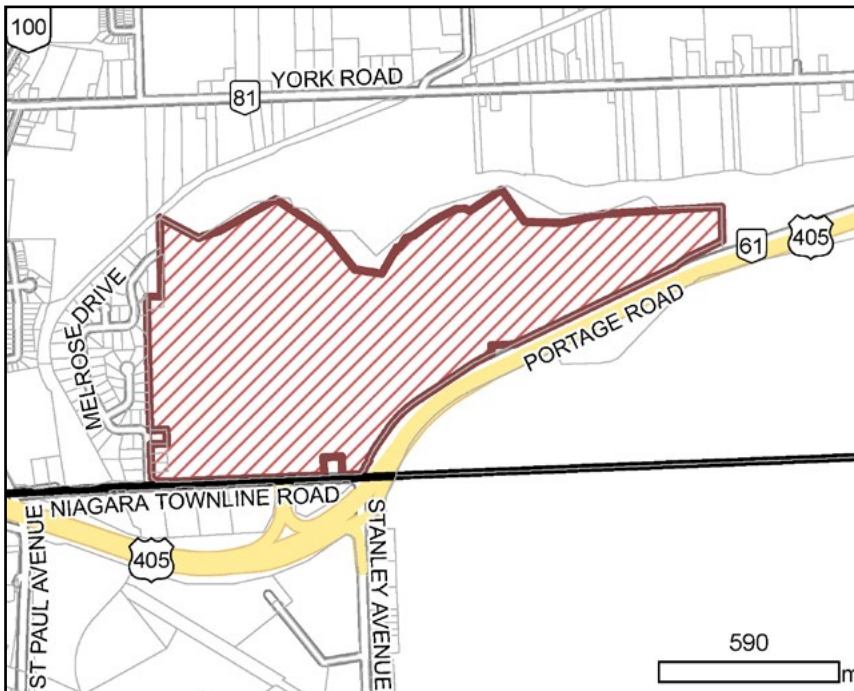 100
YORK ROAD
81
MELROSE DRIVE
61
405
PORTAGE ROAD
NIAGARA TOWNLINE ROAD
405
ST PAUL AVENUE
STANLEY AVENUE
590
m